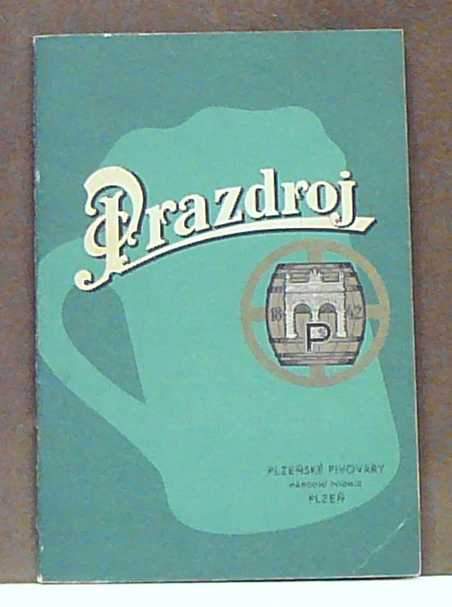 Prazdroj
18 42
P
PLZEŇSKÉ PIVOVARY
NÁRODNÍ PODNIK
PLZEŇ